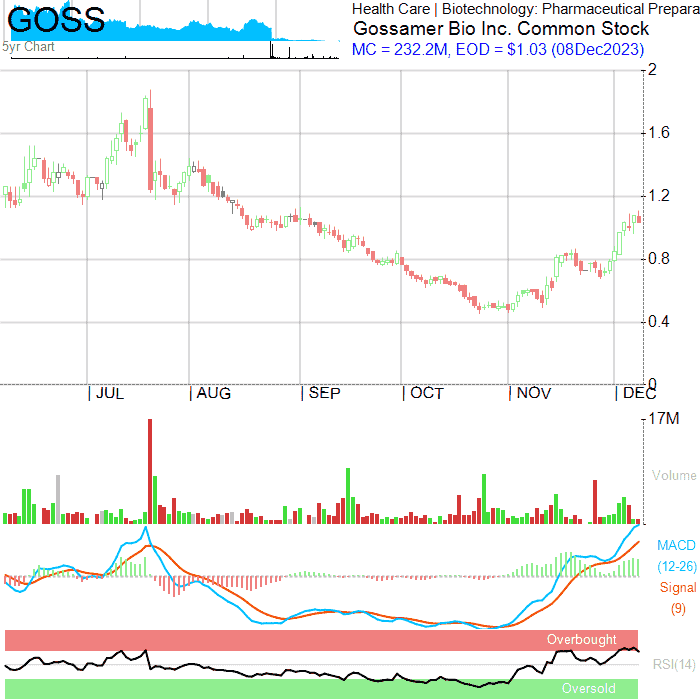 GOSS
5yr Chart
Health Care | Biotechnology: Pharmaceutical Prepara
Gossamer Bio Inc. Common Stock
MC = 232.2M, EOD = $1.03 (08Dec2023)
2
1.6
1.2
0.8
0.4
0
JUL AUG SEP OCT NOV DEC
17M
Volume
MACD
(12-26)
Signal
(9)
Overbought
RSI(14)
Oversold